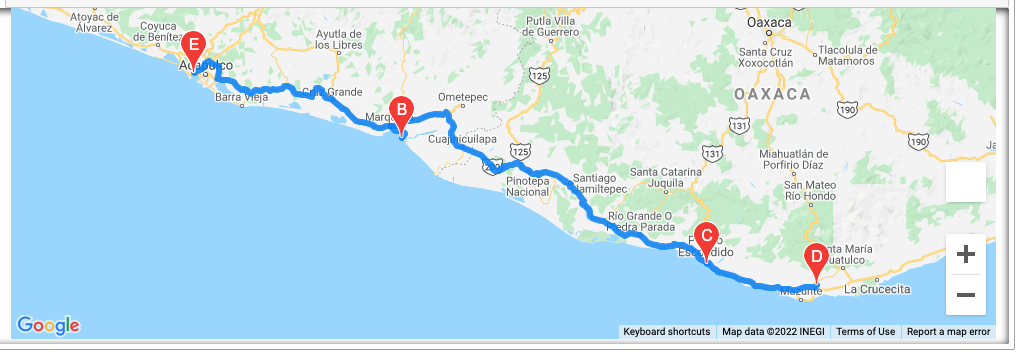 Atoyac de
Álvarez
Coyuca
de Benítez
Ayutla de
los Libres
Putla Villa
de Guerrero
Oaxaca
Santa Cruz
Xoxocotlán
Tlacolula de
Matamoros
OAXACA
E
Acapulco
Barra Vieja
Cruz Grande
B
Ometepec
Cuajinicuilapa
125
125
200
131
131
190
190
Pinotepa
Nacional
Santiago
Jamiltepec
Santa Catarina
Juquila
Miahuatlán de
Porfirio Díaz
San Mateo
Río Hondo
Río Grande O
Piedra Parada
C
Puerto
Escondido
D
Santa María
Huatulco
Mazunte
La Crucecita
+
−
Google
Keyboard shortcuts
Map data ©2022 INEGI
Terms of Use
Report a map error